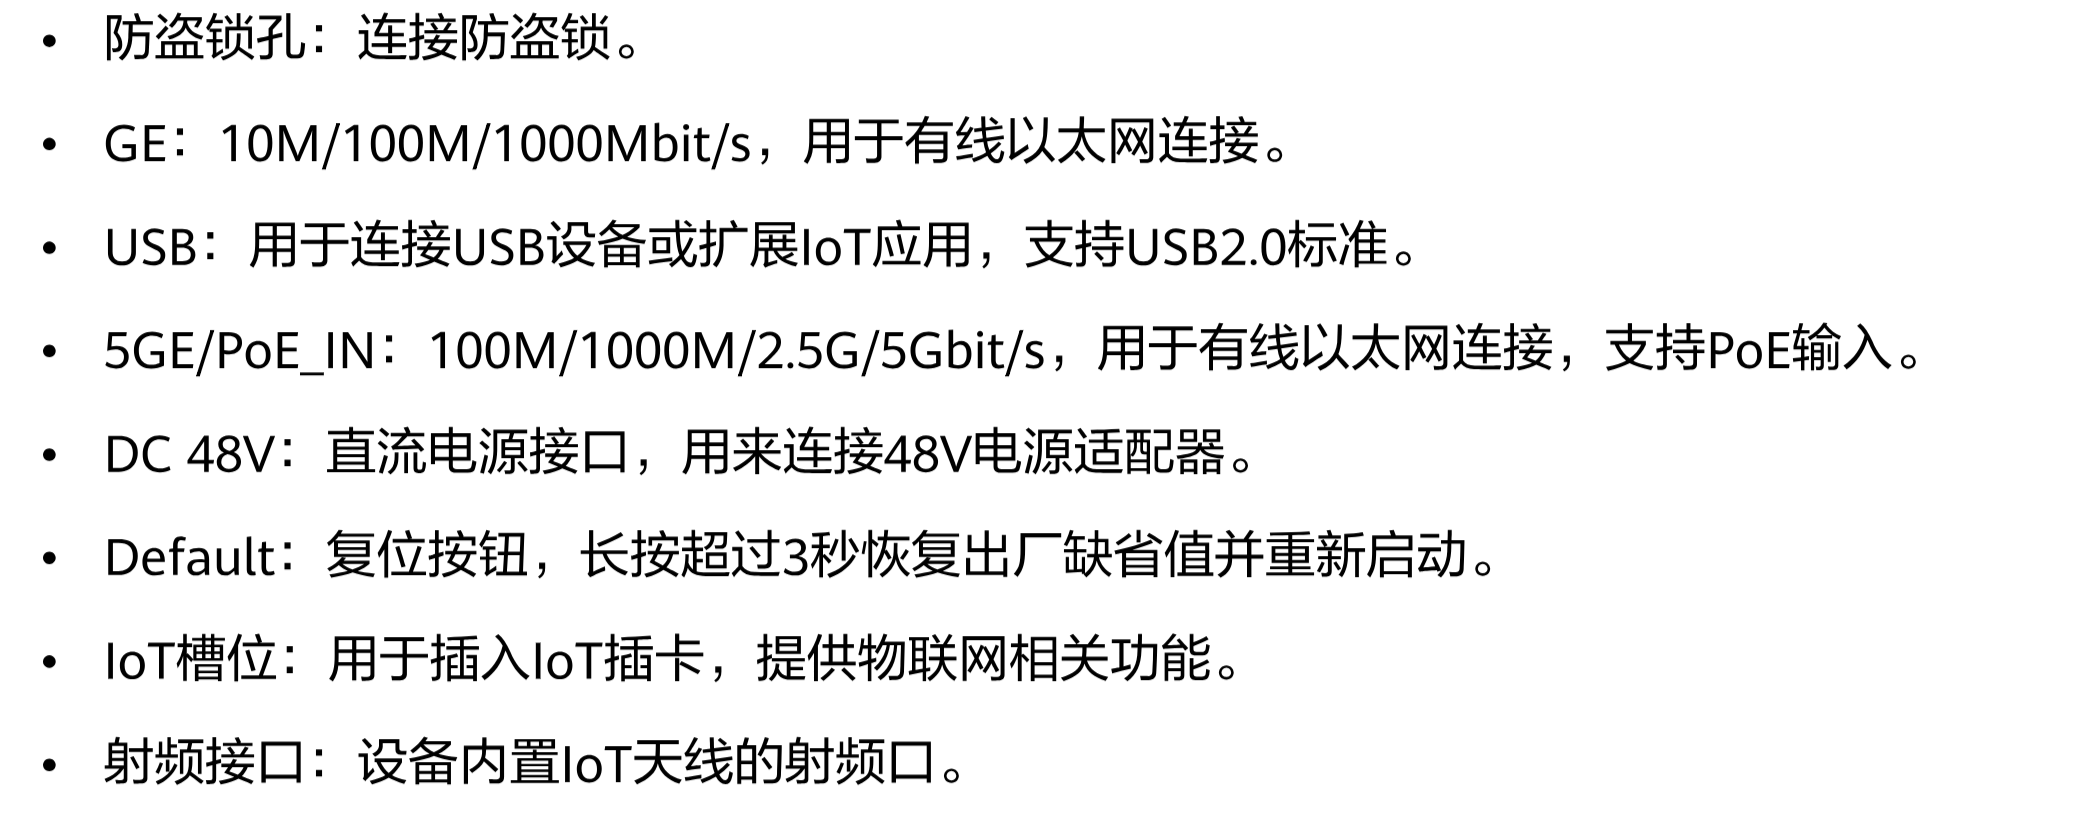 • 防盗锁孔：连接防盗锁。
• GE：10M/100M/1000Mbit/s，用于有线以太网连接。
• USB：用于连接USB设备或扩展IoT应用，支持USB2.0标准。
• 5GE/PoE_IN：100M/1000M/2.5G/5Gbit/s，用于有线以太网连接，支持PoE输入。
• DC 48V：直流电源接口，用来连接48V电源适配器。
• Default：复位按钮，长按超过3秒恢复出厂缺省值并重新启动。
• IoT槽位：用于插入IoT插卡，提供物联网相关功能。
• 射频接口：设备内置IoT天线的射频口。